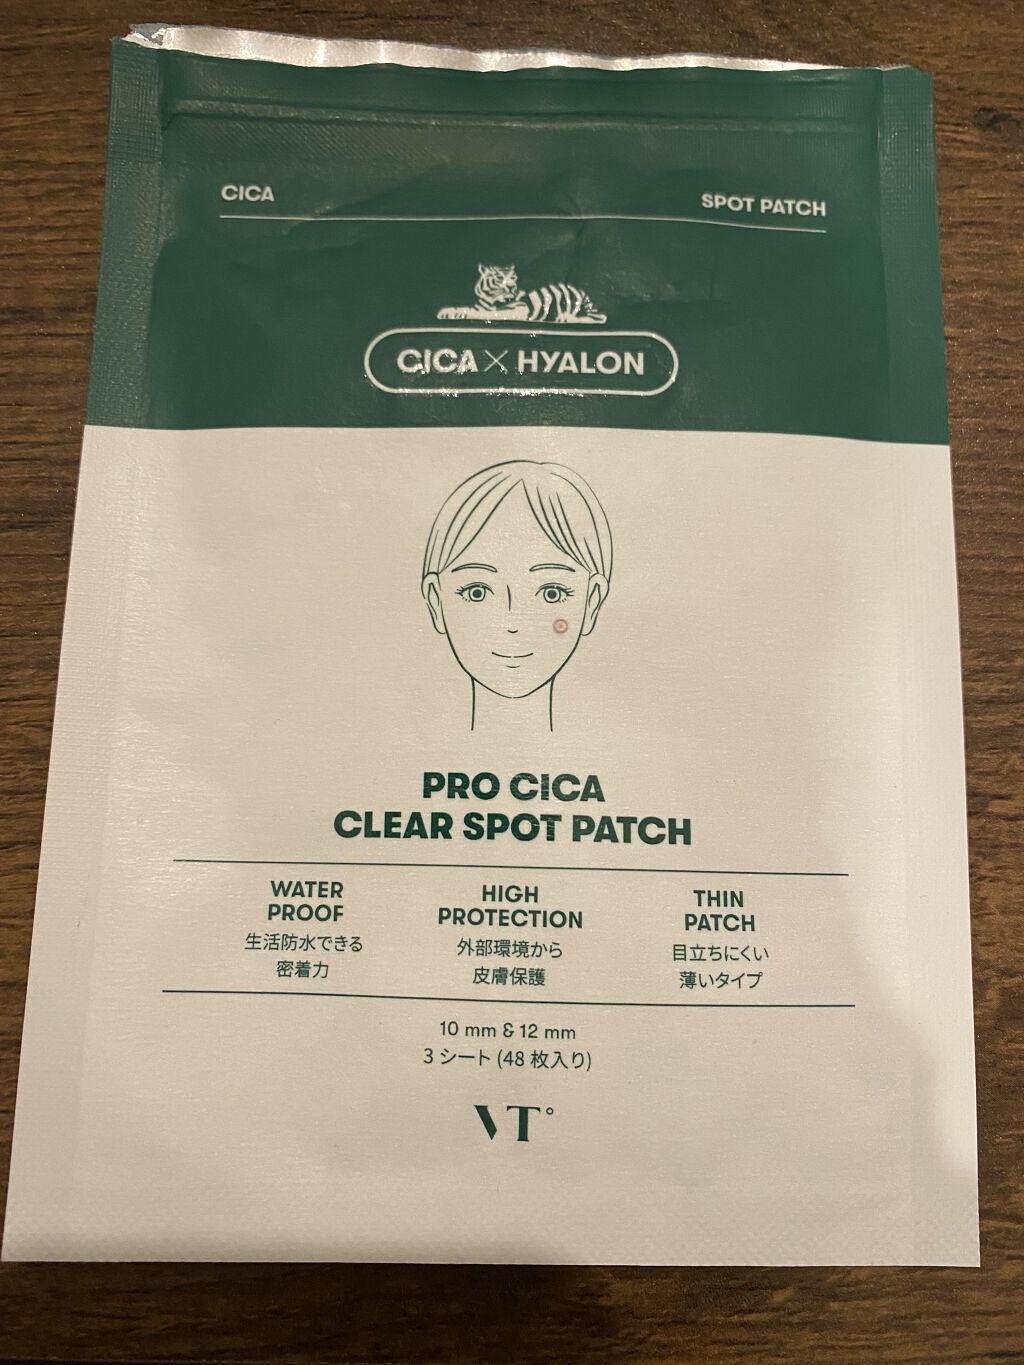 CICA
SPOT PATCH
CICA × HYALON
PRO CICA
CLEAR SPOT PATCH
WATER
PROOF
生活防水できる
密着力
HIGH
PROTECTION
外部環境から
皮膚保護
THIN
PATCH
目立ちにくい
薄いタイプ
10 mm & 12 mm
3 シート (48 枚入り)
VT°